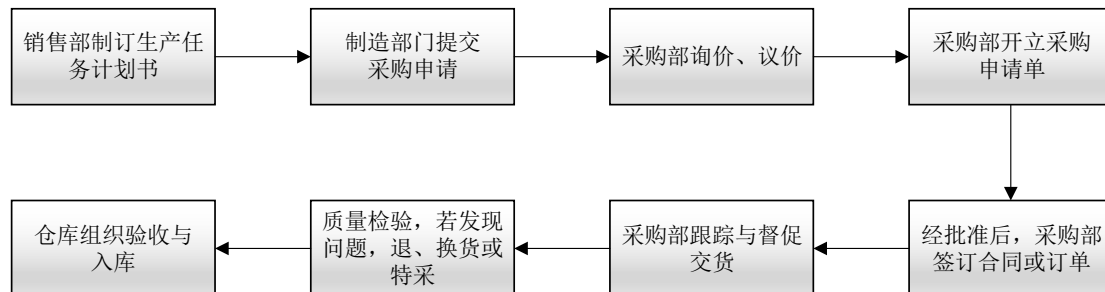 销售部制订生产任
务计划书
制造部门提交
采购申请
采购部询价、议价
采购部开立采购
申请单
经批准后，采购部
签订合同或订单
采购部跟踪与督促
交货
质量检验，若发现
问题，退、换货或
特采
仓库组织验收与
入库